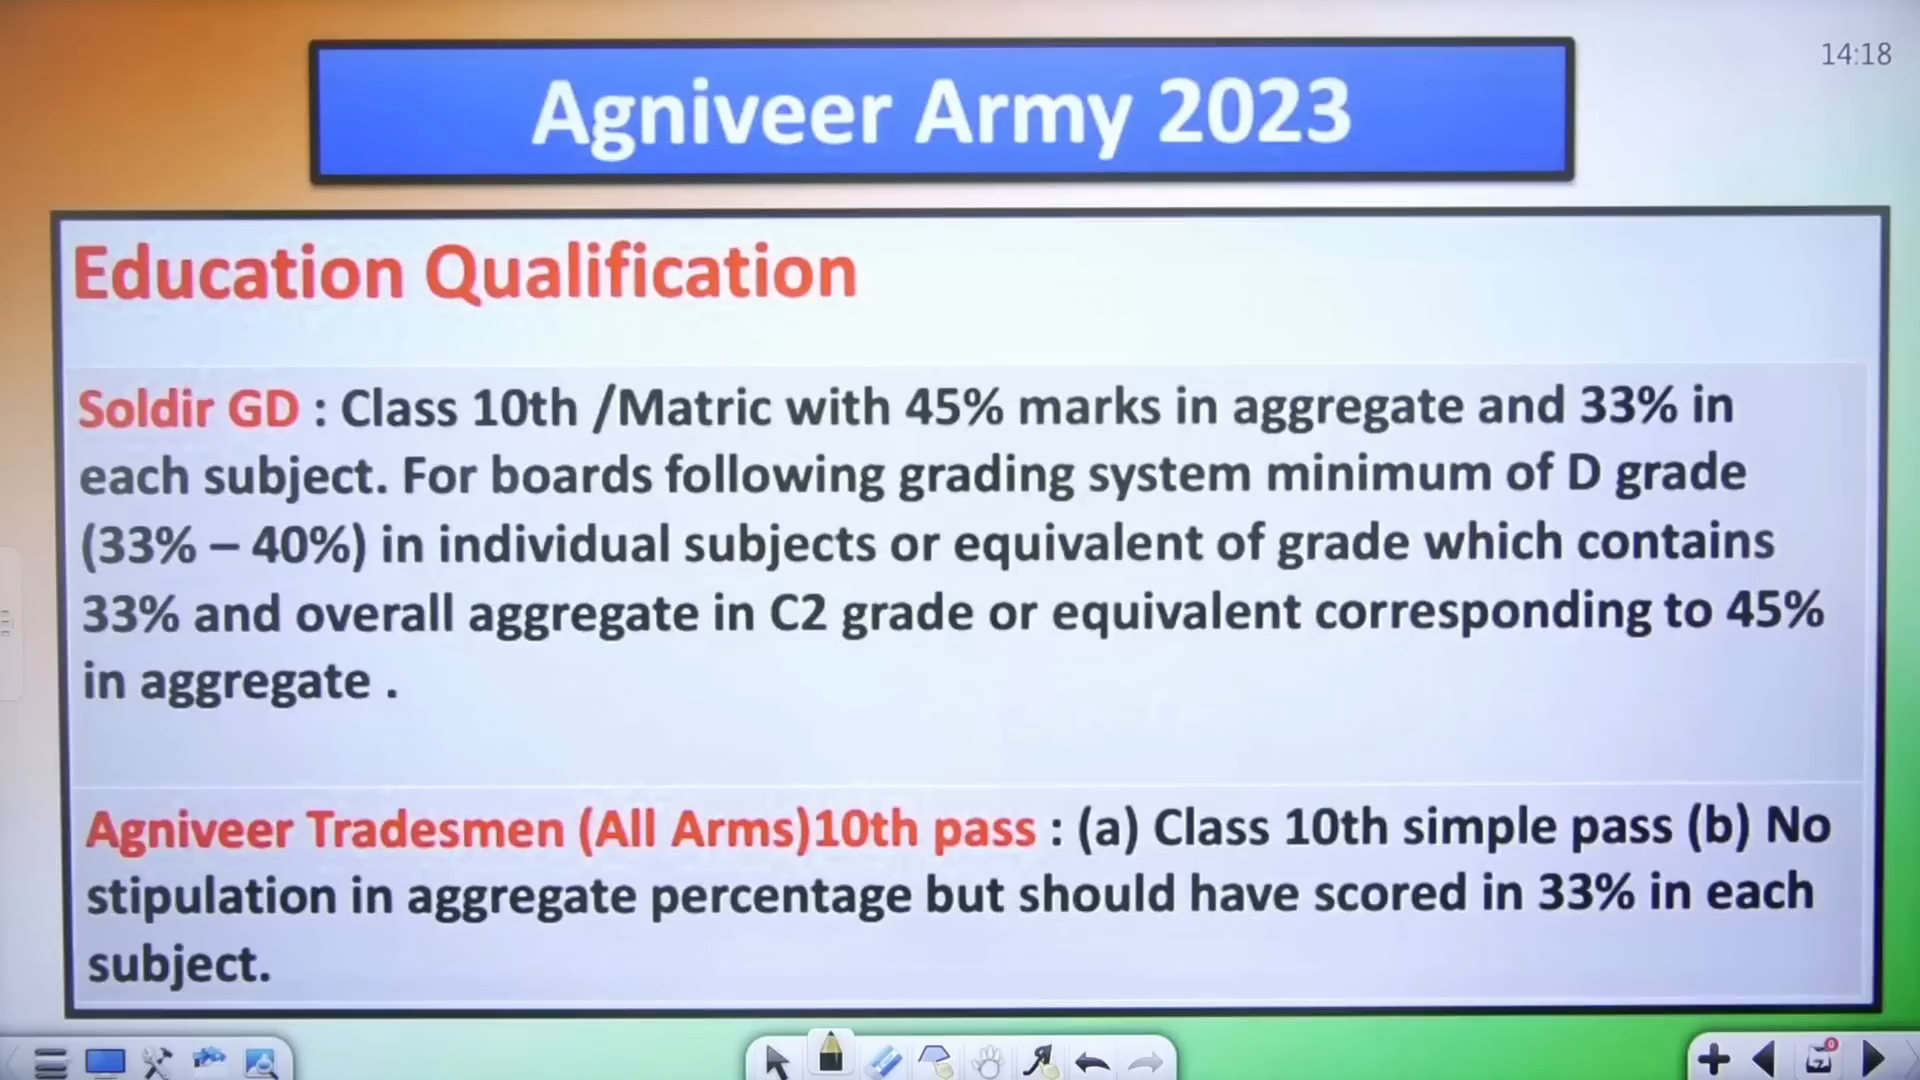 14:18
Agniveer Army 2023
Education Qualification
Soldir GD : Class 10th /Matric with 45% marks in aggregate and 33% in
each subject. For boards following grading system minimum of D grade
(33% – 40%) in individual subjects or equivalent of grade which contains
33% and overall aggregate in C2 grade or equivalent corresponding to 45%
in aggregate .
Agniveer Tradesmen (All Arms)10th pass : (a) Class 10th simple pass (b) No
stipulation in aggregate percentage but should have scored in 33% in each
subject.
0